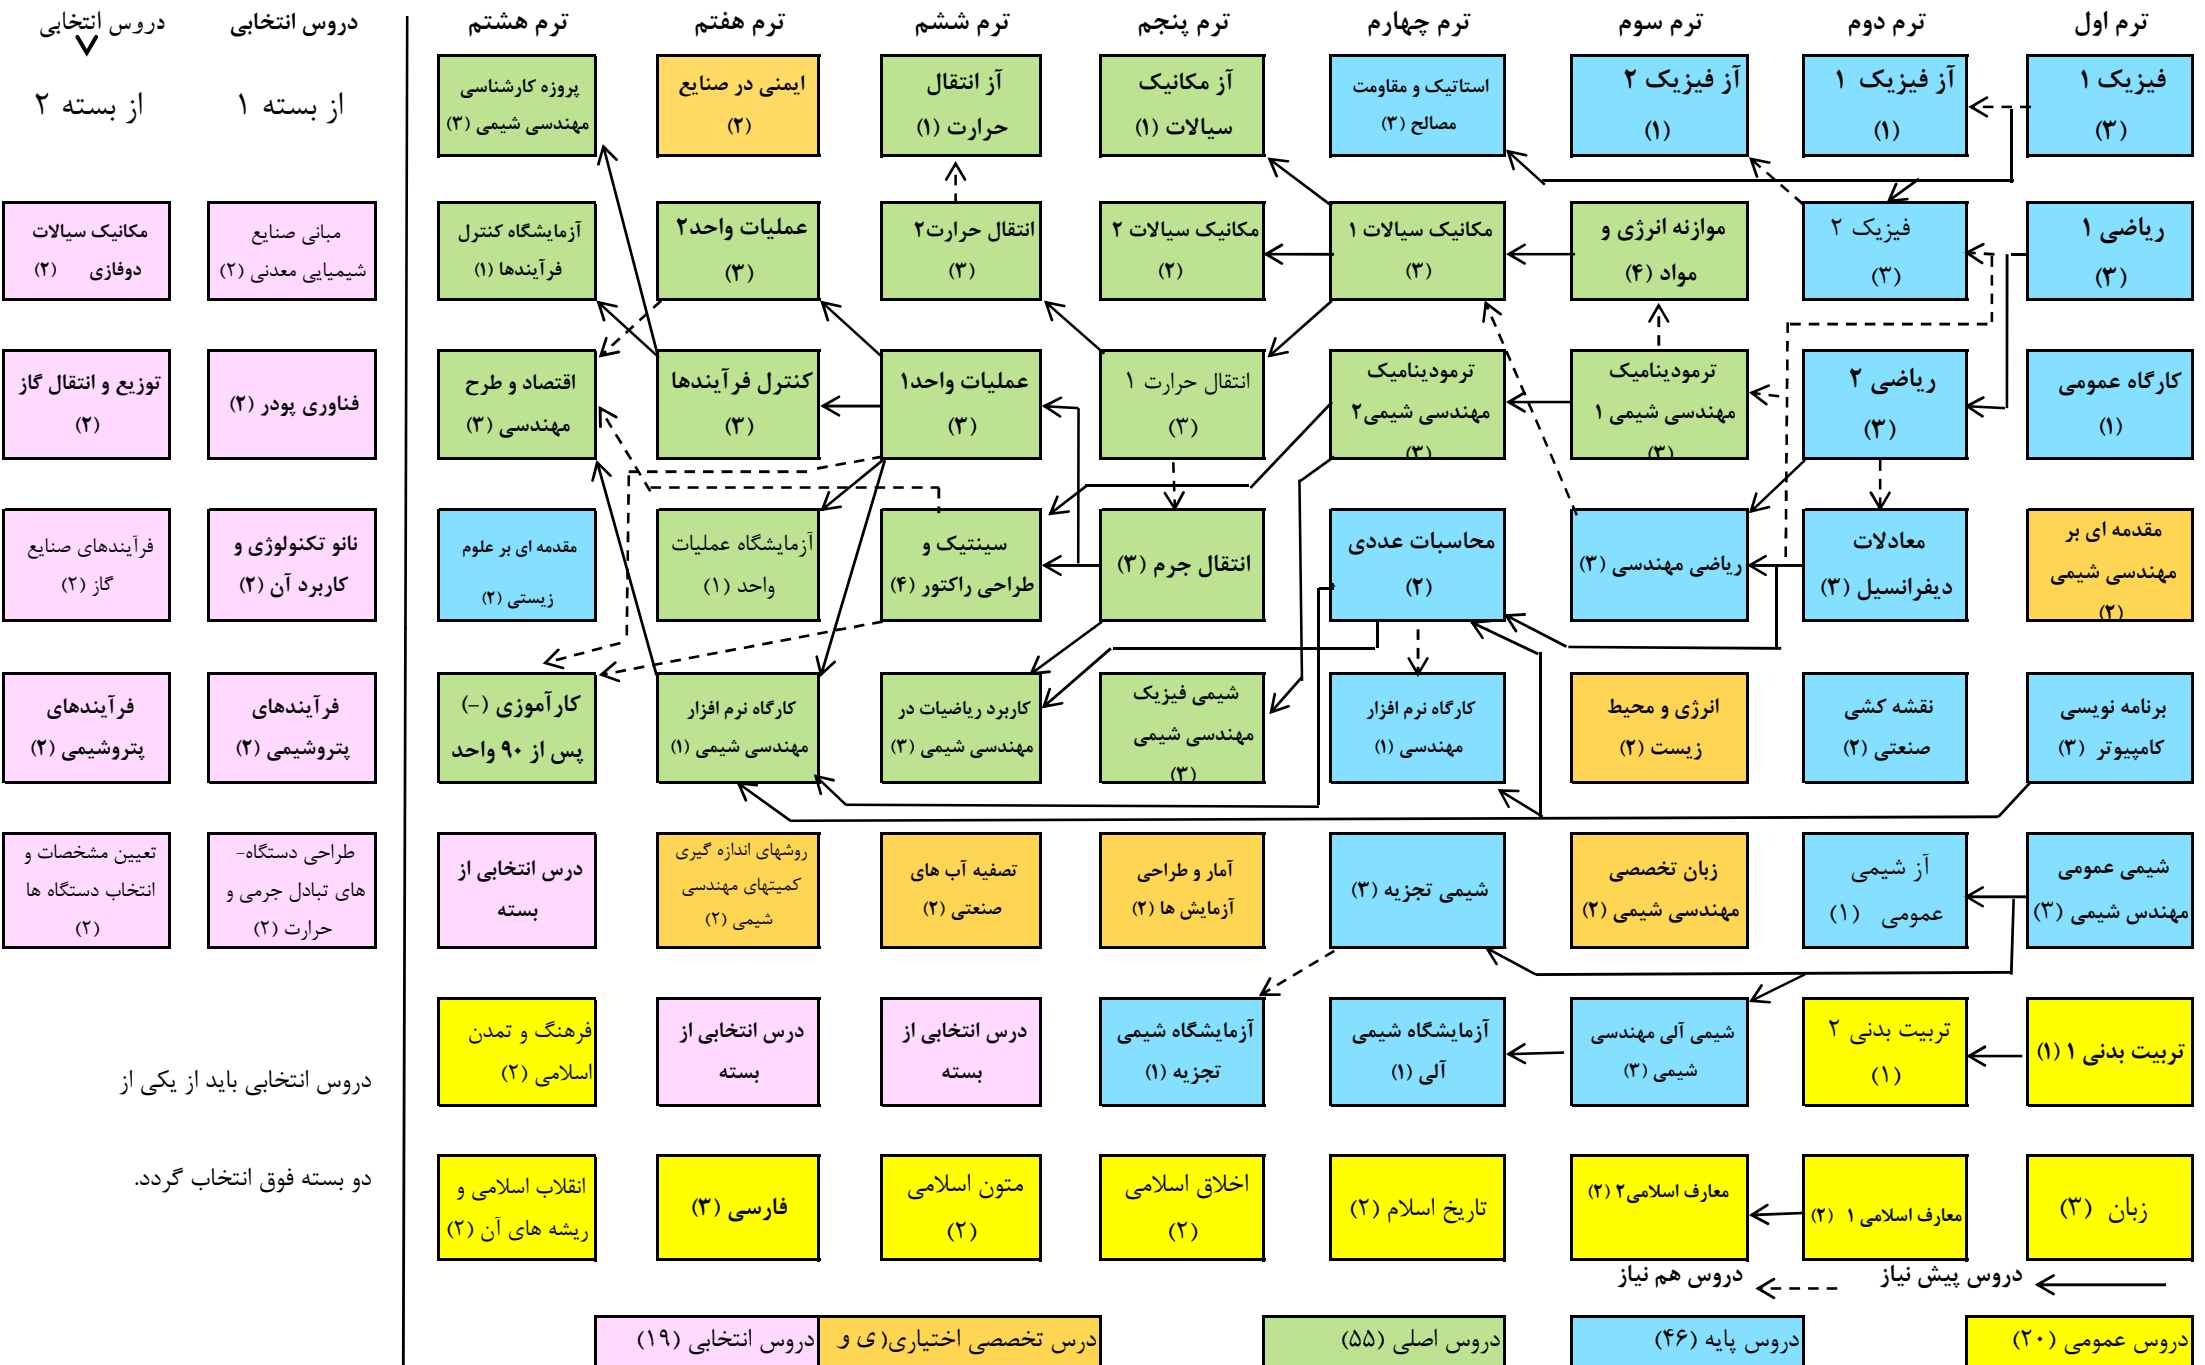 ترم اول
ترم دوم
ترم سوم
ترم چهارم
ترم پنجم
ترم ششم
ترم هفتم
ترم هشتم
دروس انتخابی
دروس انتخابی
از بسته ۱
از بسته ۲
فیزیک ۱
(۳)
آز فیزیک ۱
(۱)
آز فیزیک ۲
(۱)
استاتیک و مقاومت
مصالح (۳)
آز مکانیک
سیالات (۱)
آز انتقال
حرارت (۱)
ایمنی در صنایع
(۲)
پروزه کارشناسی
مهندسی شیمی (۳)
ریاضی ۱
(۳)
فیزیک ۲
(۳)
موازنه انرژی و
مواد (۴)
مکانیک سیالات ۱
(۳)
مکانیک سیالات ۲
(۲)
انتقال حرارت۲
(۳)
عملیات واحد۲
(۳)
آزمایشگاه کنترل
فرآیندها (۱)
مبانی صنایع
شیمیایی معدنی (۲)
مکانیک سیالات
دوفازی (۲)
کارگاه عمومی
(۱)
ریاضی ۲
(۳)
ترمودینامیک
مهندسی شیمی ۱
(۳)
ترمودینامیک
مهندسی شیمی۲
(۳)
انتقال حرارت ۱
(۳)
عملیات واحد۱
(۳)
کنترل فرآیندها
(۳)
اقتصاد و طرح
مهندسی (۳)
فناوری پودر (۲)
توزیع و انتقال گاز
(۲)
مقدمه ای بر
مهندسی شیمی
(۲)
معادلات
دیفرانسیل (۳)
ریاضی مهندسی (۳)
محاسبات عددی
(۲)
انتقال جرم (۳)
سینتیک و
طراحی راکتور (۴)
آزمایشگاه عملیات
واحد (۱)
مقدمه ای بر علوم
زیستی (۲)
نانو تکنولوژی و
کاربرد آن (۲)
فرآیندهای صنایع
گاز (۲)
برنامه نویسی
کامپیوتر (۳)
نقشه کشی
صنعتی (۲)
انرژی و محیط
زیست (۲)
کارگاه نرم افزار
مهندسی (۱)
شیمی فیزیک
مهندسی شیمی
(۳)
کاربرد ریاضیات در
مهندسی شیمی (۳)
کارگاه نرم افزار
مهندسی شیمی (۱)
کارآموزی (-)
پس از ۹۰ واحد
فرآیندهای
پتروشیمی (۲)
فرآیندهای
پتروشیمی (۲)
شیمی عمومی
مهندس شیمی (۳)
آز شیمی
عمومی (۱)
زبان تخصصی
مهندسی شیمی (۲)
شیمی تجزیه (۳)
آمار و طراحی
آزمایش ها (۲)
تصفیه آب های
صنعتی (۲)
روشهای اندازه گیری
کمیتهای مهندسی
شیمی (۲)
درس انتخابی از
بسته
طراحی دستگاه-
های تبادل جرمی و
حرارت (۲)
تعیین مشخصات و
انتخاب دستگاه ها
(۲)
تربیت بدنی ۱ (۱)
تربیت بدنی ۲
(۱)
شیمی آلی مهندسی
شیمی (۳)
آزمایشگاه شیمی
آلی (۱)
آزمایشگاه شیمی
تجزیه (۱)
درس انتخابی از
بسته
درس انتخابی از
بسته
فرهنگ و تمدن
اسلامی (۲)
دروس انتخابی باید از یکی از
دو بسته فوق انتخاب گردد.
زبان (۳)
معارف اسلامی ۱ (۲)
معارف اسلامی۲ (۲)
تاریخ اسلام (۲)
اخلاق اسلامی
(۲)
متون اسلامی
(۲)
فارسی (۳)
انقلاب اسلامی و
ریشه های آن (۲)
دروس پیش نیاز
دروس هم نیاز
دروس عمومی (۲۰)
دروس پایه (۴۶)
دروس اصلی (۵۵)
درس تخصصی اختیاری( ی و
دروس انتخابی (۱۹)